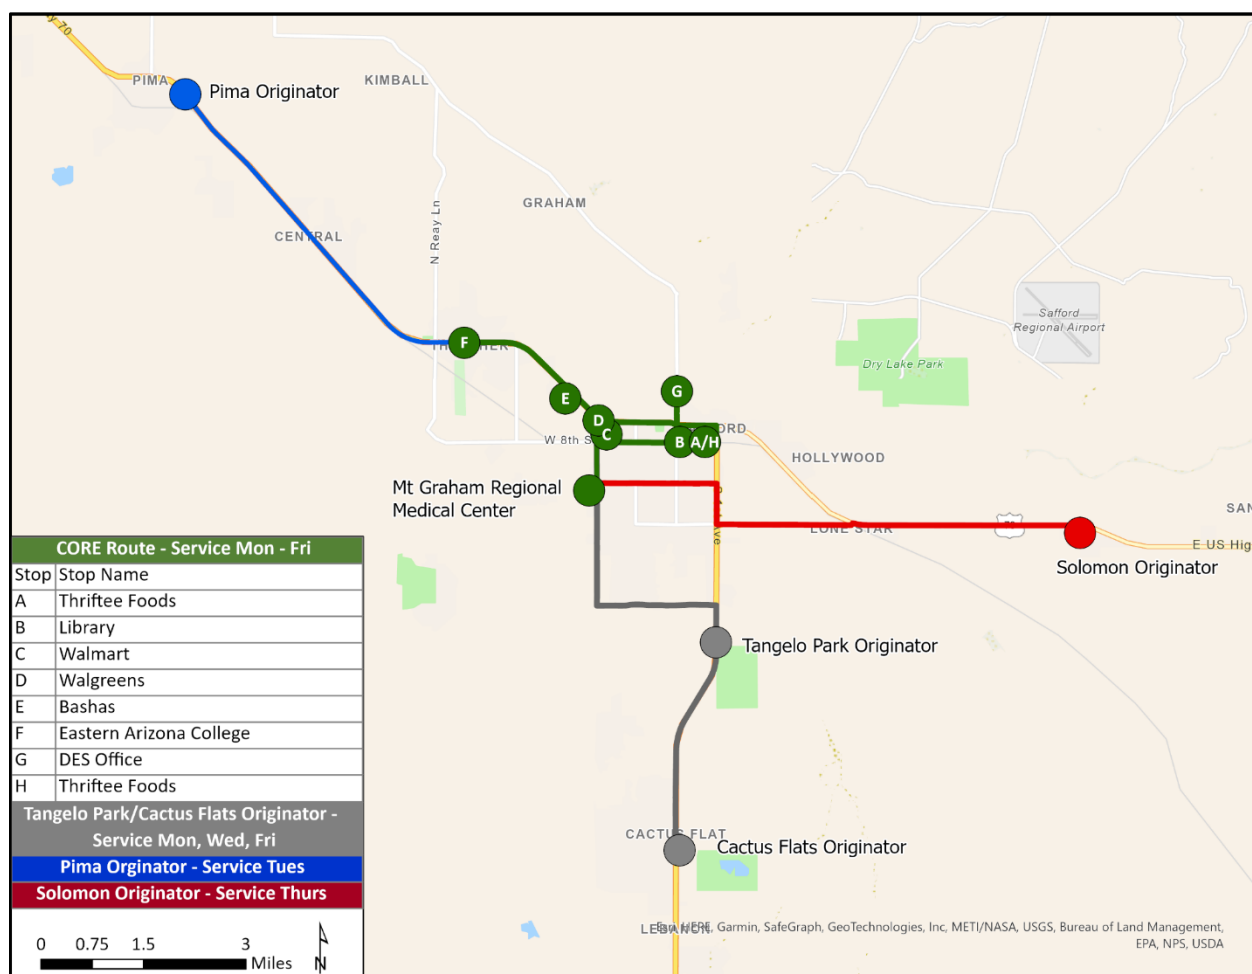 ay 70
PIMA
Pima Originator
KIMBALL
GRAHAM
N Reay Ln
CENTRAL
Safford
Regional Airport
Dry Lake Park
F
E
G
D
C
B
A/H
W 8th S
HOLLYWOOD
Mt Graham Regional
Medical Center
LONE STAR
SAN
E US Hig
Solomon Originator
Tangelo Park Originator
CACTUS FLAT
Cactus Flats Originator
CORE Route - Service Mon - Fri
Stop Stop Name
A Thriftee Foods
B Library
C Walmart
D Walgreens
E Bashas
F Eastern Arizona College
G DES Office
H Thriftee Foods
Tangelo Park/Cactus Flats Originator -
Service Mon, Wed, Fri
Pima Orginator - Service Tues
Solomon Originator - Service Thurs
N
0 0.75 1.5 3
Miles
Esri, HERE, Garmin, SafeGraph, GeoTechnologies, Inc, METI/NASA, USGS, Bureau of Land Management,
EPA, NPS, USDA